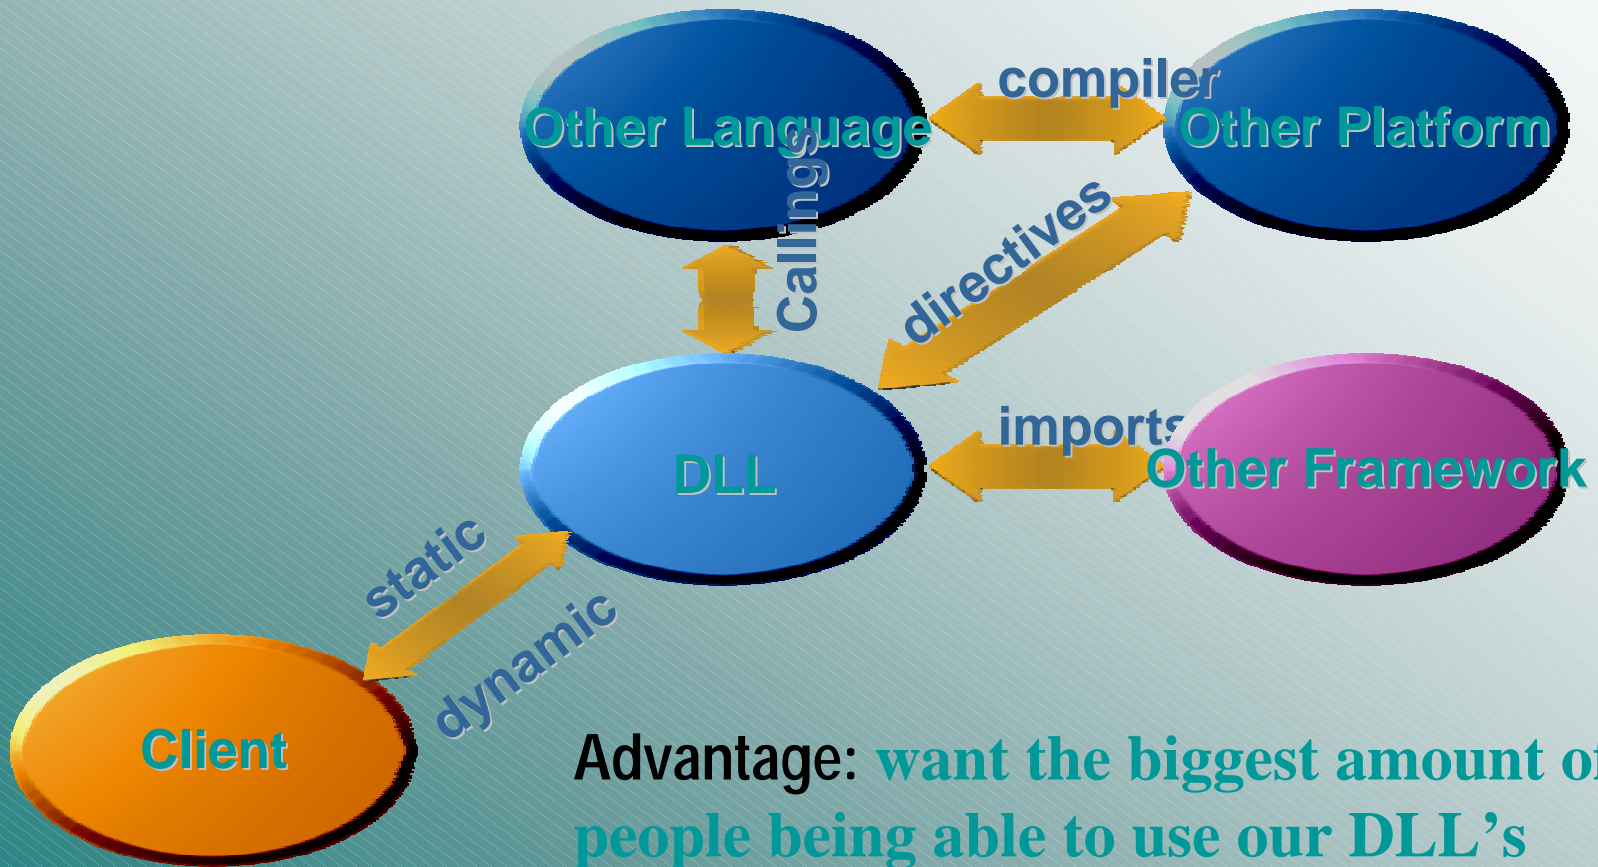 compiler
Other Language
Other Platform
Callings
directives
imports
Other Framework
DLL
static
dynamic
Client
Advantage: want the biggest amount of
people being able to use our DLL’s